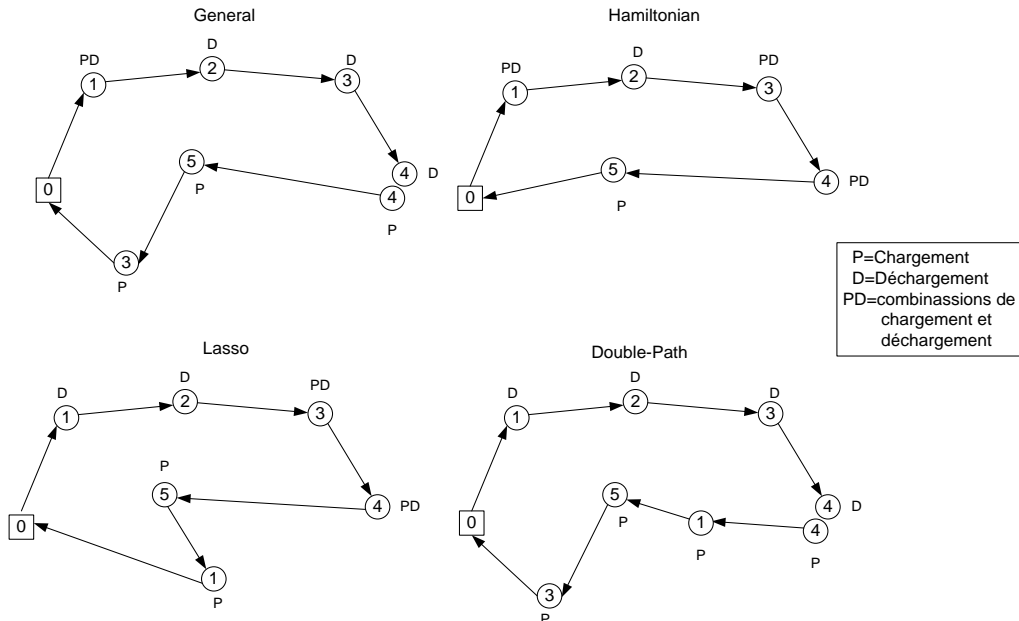 General
PD
1
D
2
D
3
4
D
4
P
5
P
3
P
0
Hamiltonian
PD
1
D
2
PD
3
4
PD
5
P
0
P=Chargement
D=Déchargement
PD=combinassions de
chargement et
déchargement
Lasso
D
1
D
2
PD
3
4
PD
P
5
1
P
0
Double-Path
D
1
D
2
D
3
4
D
4
P
1
P
5
P
3
P
0